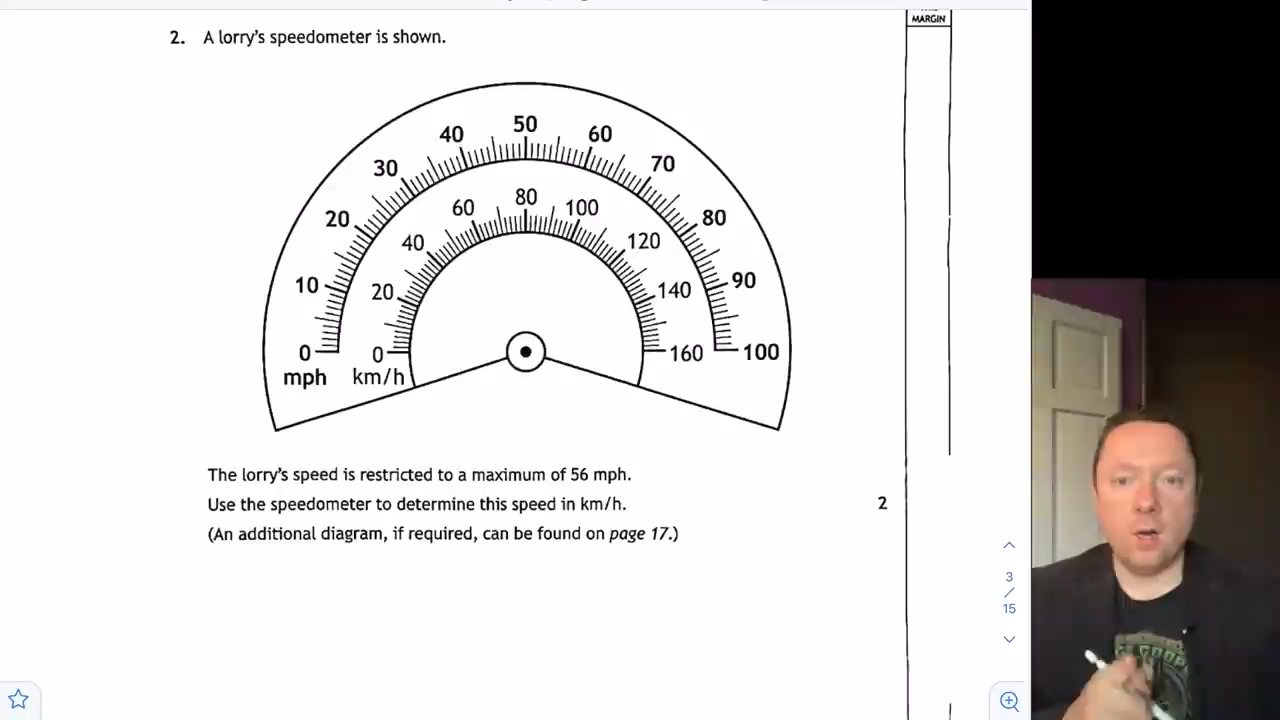 MARGIN
2. A lorry's speedometer is shown.
50
40 60
30 70
80
60 100
20 80
40 120
10 20 140 90
0 0 160 100
mph km/h
The lorry's speed is restricted to a maximum of 56 mph.
Use the speedometer to determine this speed in km/h.
2
(An additional diagram, if required, can be found on page 17.)
3
/
15